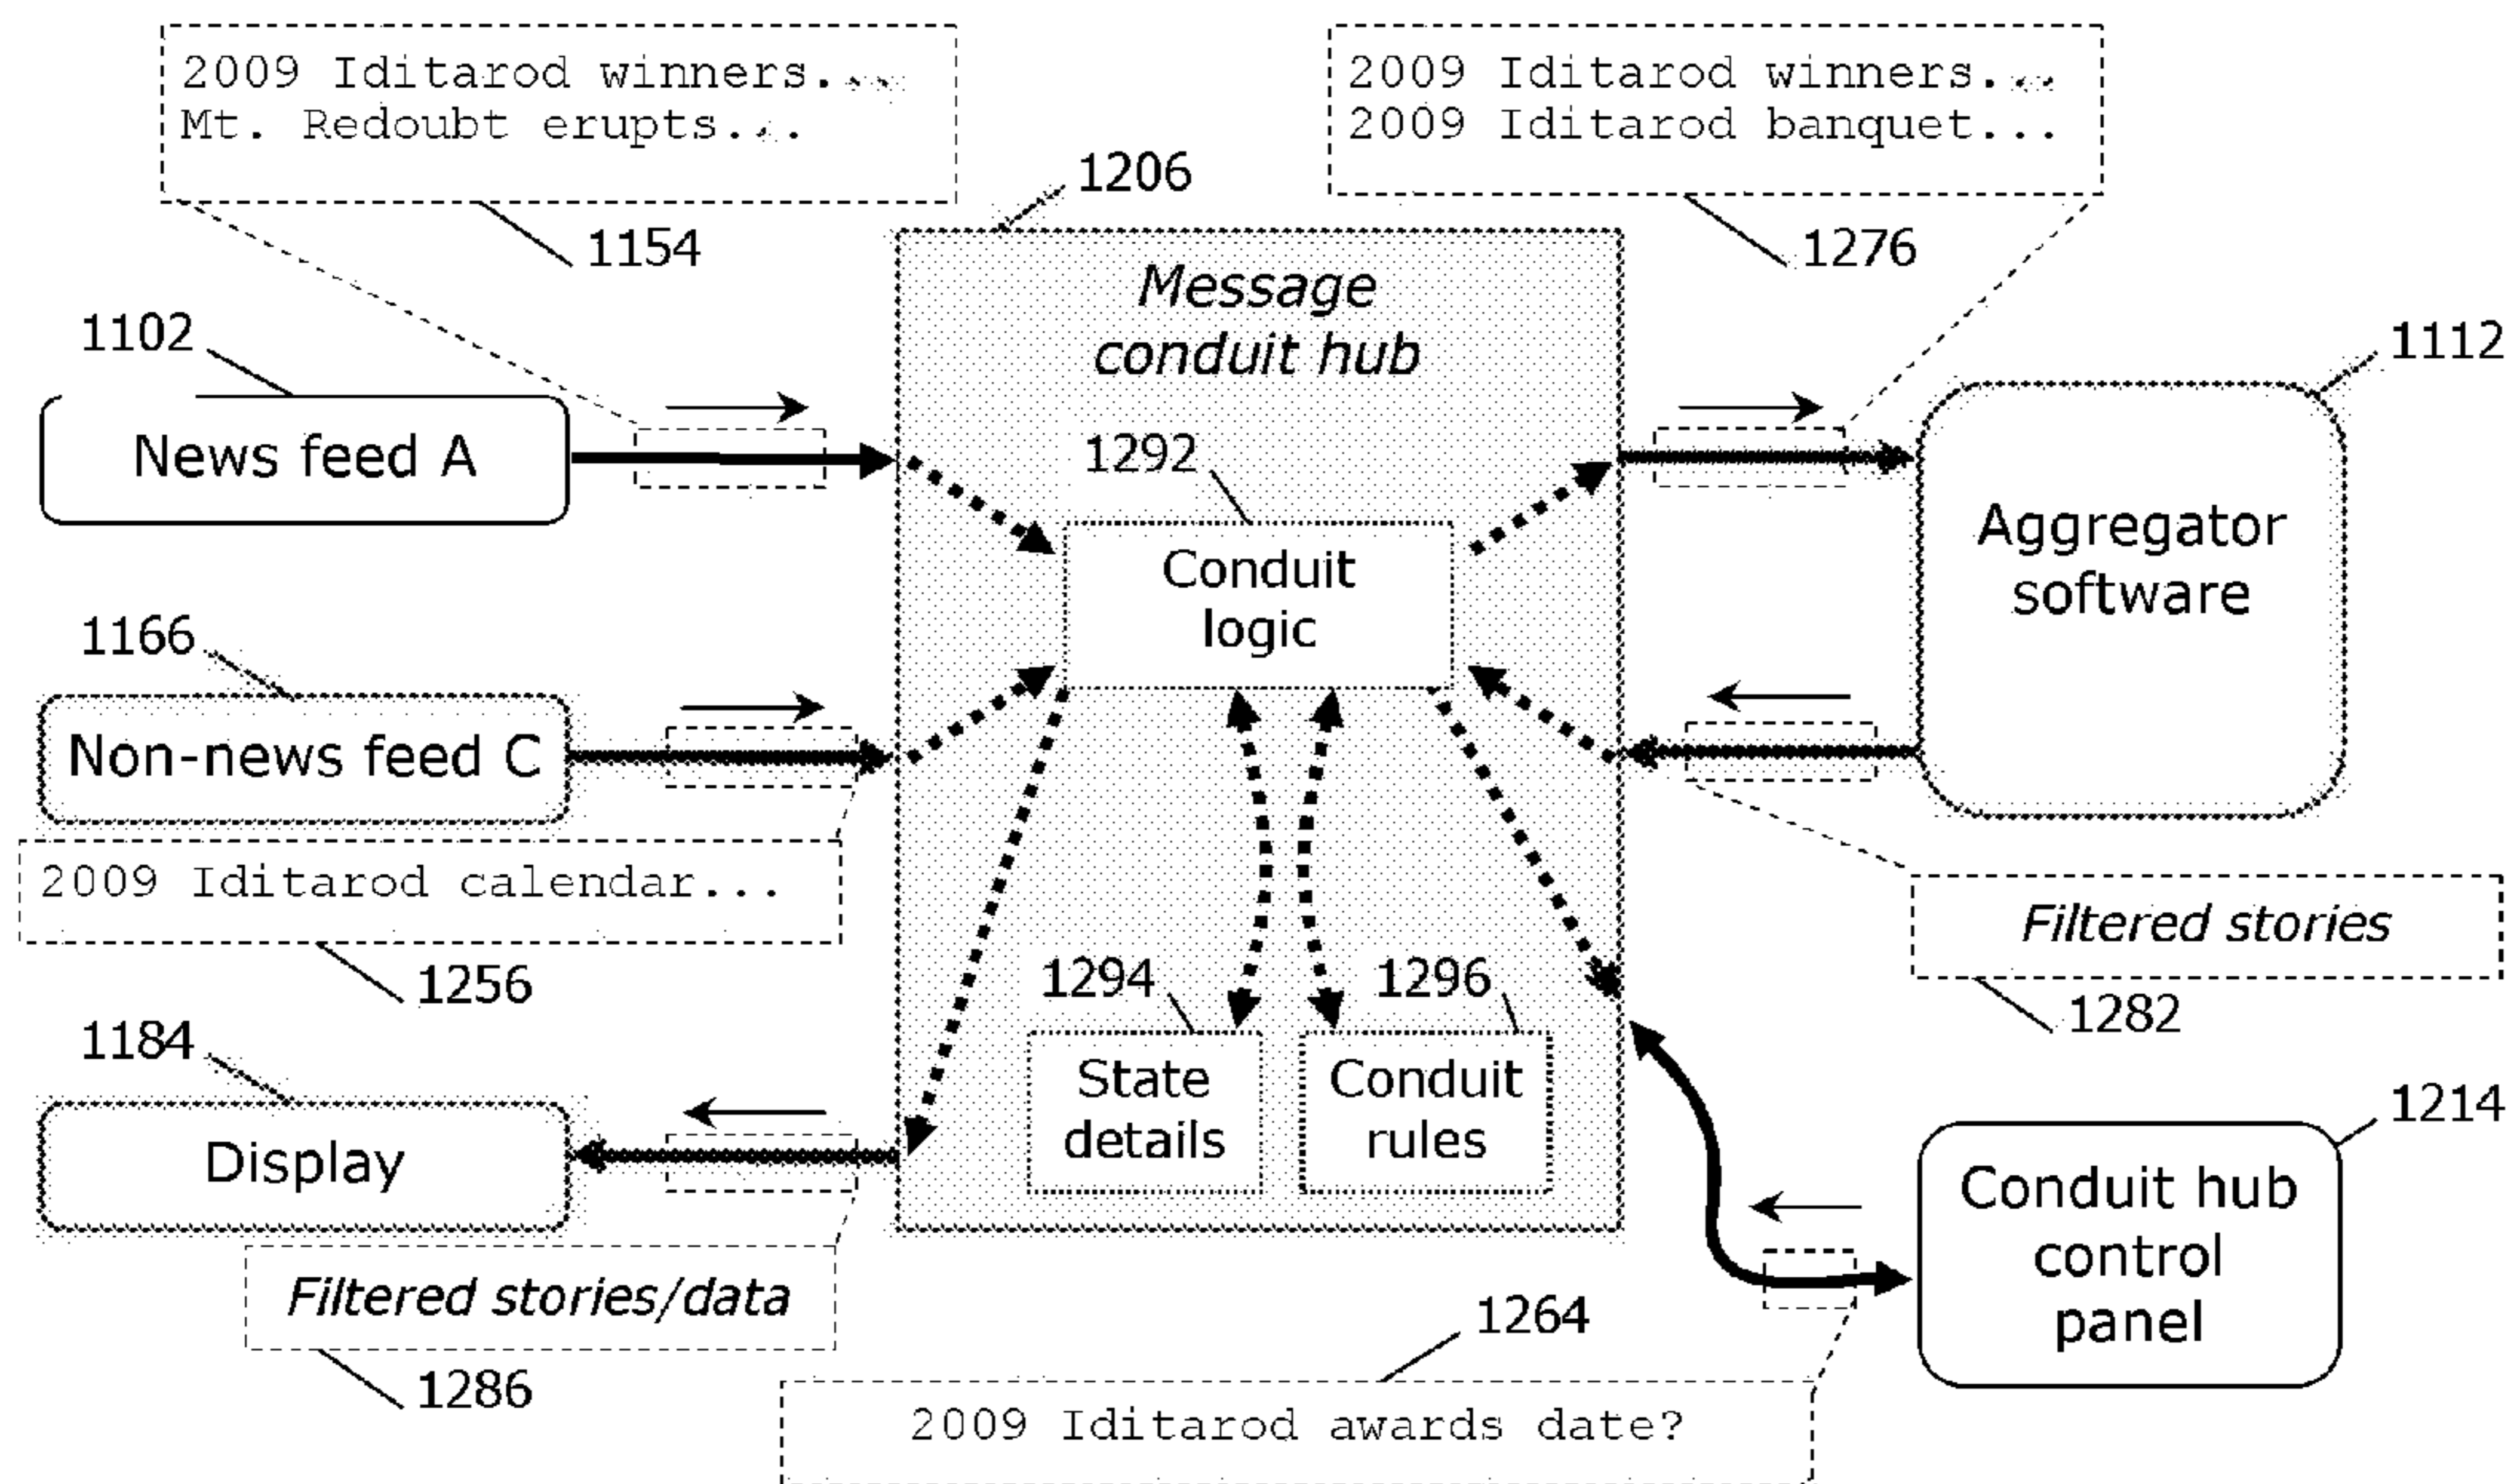 2009 Iditarod winners....
Mt. Redoubt erupts...
1154
2009 Iditarod winners...
2009 Iditarod banquet...
1276
1206
Message
conduit hub
1102
News feed A
1112
Aggregator
software
1292
Conduit
logic
1166
Non-news feed C
2009 Iditarod calendar...
1256
Filtered stories
1282
1294
State
details
1296
Conduit
rules
1184
Display
Filtered stories/data
1286
1214
Conduit hub
control
panel
1264
2009 Iditarod awards date?